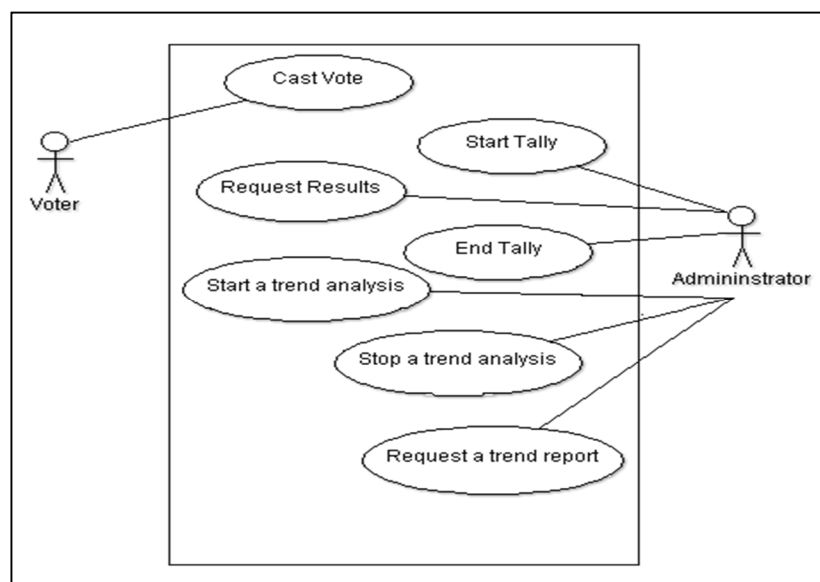 Cast Vote
Start Tally
Voter
Request Results
End Tally
Admininstrator
Start a trend analysis
Stop a trend analysis
Request a trend report